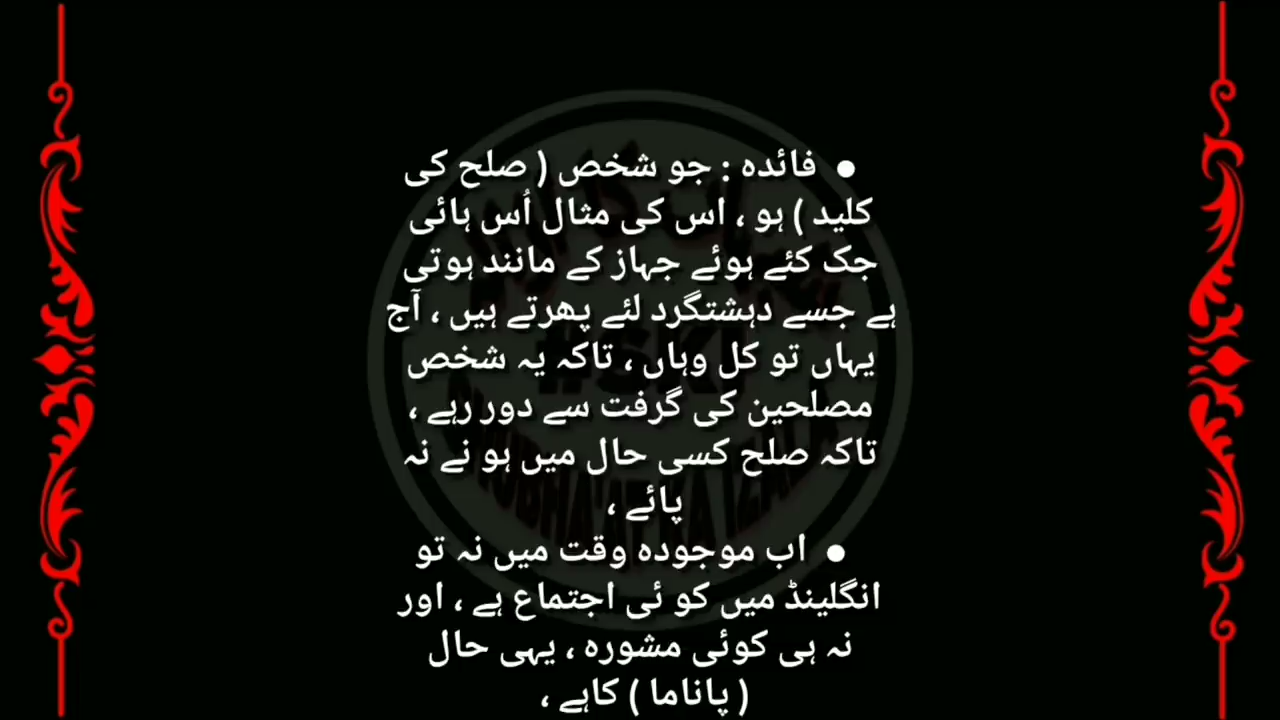 ● فائدہ : جو شخص ( صلح کی
کلید ) ہو ، اس کی مثال اُس ہائی
جک کئے ہوئے جہاز کے مانند ہوتی
ہے جسے دہشتگرد لئے پھرتے ہیں ، آج
یہاں تو کل وہاں ، تاکہ یہ شخص
مصلحین کی گرفت سے دور رہے ،
تاکہ صلح کسی حال میں ہو نے نہ
پائے ،
● اب موجودہ وقت میں نہ تو
انگلینڈ میں کو ئی اجتماع ہے ، اور
نہ ہی کوئی مشورہ ، یہی حال
( پاناما ) کاہے ،